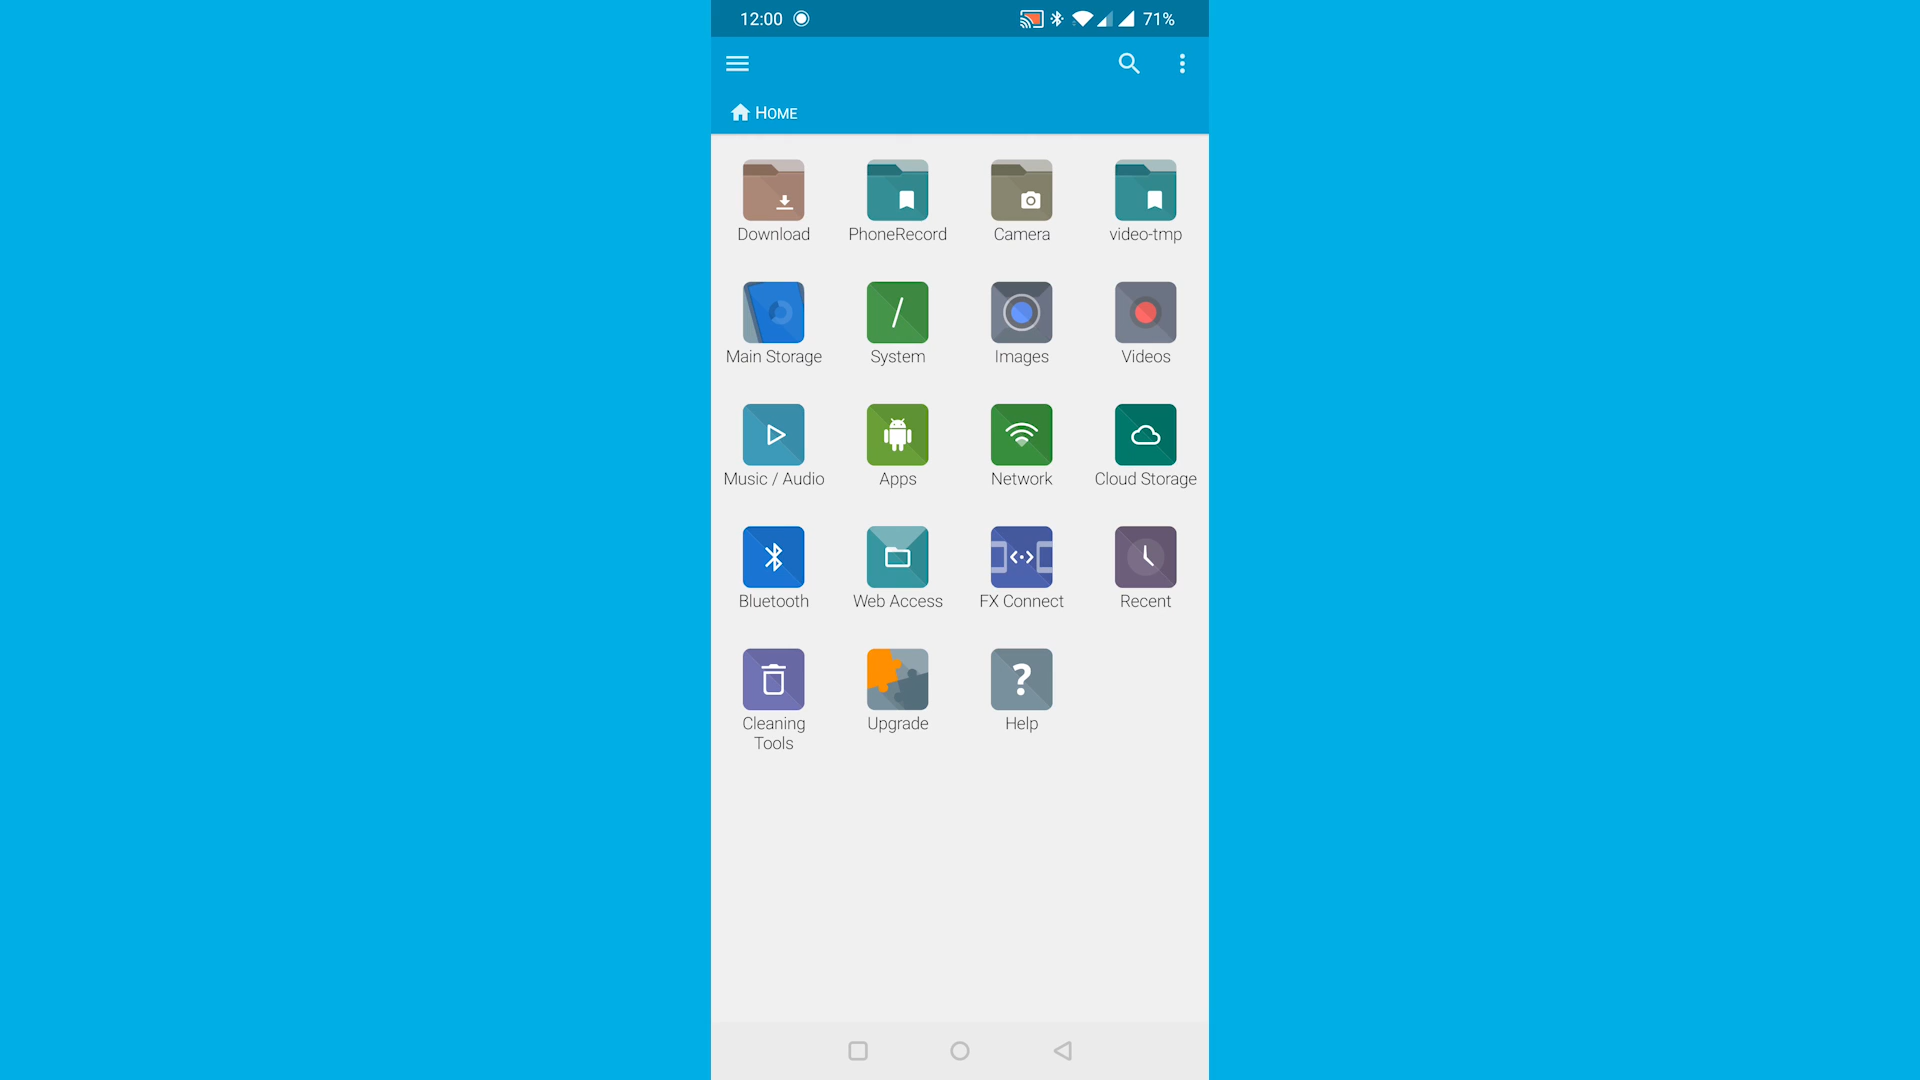 12:00 71%
HOME
Download PhoneRecord Camera video-tmp
Main Storage System Images Videos
Music / Audio Apps Network Cloud Storage
Bluetooth Web Access FX Connect Recent
Cleaning Tools Upgrade Help